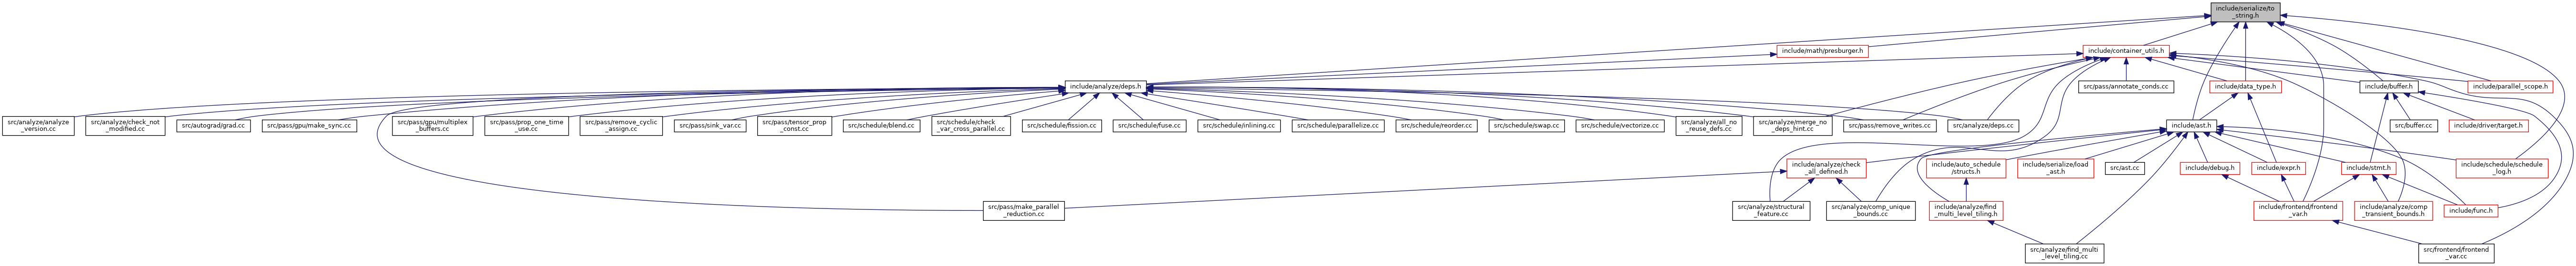 include/serialize/to
_string.h
include/math/presburger.h
include/container_utils.h
include/analyze/deps.h
src/pass/annotate_conds.cc
include/data_type.h
include/buffer.h
include/parallel_scope.h
src/analyze/analyze
_version.cc
src/analyze/check_not
_modified.cc
src/autograd/grad.cc
src/pass/gpu/make_sync.cc
src/pass/gpu/multiplex
_buffers.cc
src/pass/prop_one_time
_use.cc
src/pass/remove_cyclic
_assign.cc
src/pass/sink_var.cc
src/pass/tensor_prop
_const.cc
src/schedule/blend.cc
src/schedule/check
_var_cross_parallel.cc
src/schedule/fission.cc
src/schedule/fuse.cc
src/schedule/inlining.cc
src/schedule/parallelize.cc
src/schedule/reorder.cc
src/schedule/swap.cc
src/schedule/vectorize.cc
src/analyze/all_no
_reuse_defs.cc
src/analyze/merge_no
_deps_hint.cc
src/pass/remove_writes.cc
src/analyze/deps.cc
include/ast.h
src/buffer.cc
include/driver/target.h
include/analyze/check
_all_defined.h
include/auto_schedule
/structs.h
include/serialize/load
_ast.h
src/ast.cc
include/debug.h
include/expr.h
include/stmt.h
include/schedule/schedule
_log.h
src/pass/make_parallel
_reduction.cc
src/analyze/structural
_feature.cc
src/analyze/comp_unique
_bounds.cc
include/analyze/find
_multi_level_tiling.h
include/frontend/frontend
_var.h
include/analyze/comp
_transient_bounds.h
include/func.h
src/analyze/find_multi
_level_tiling.cc
src/frontend/frontend
_var.cc